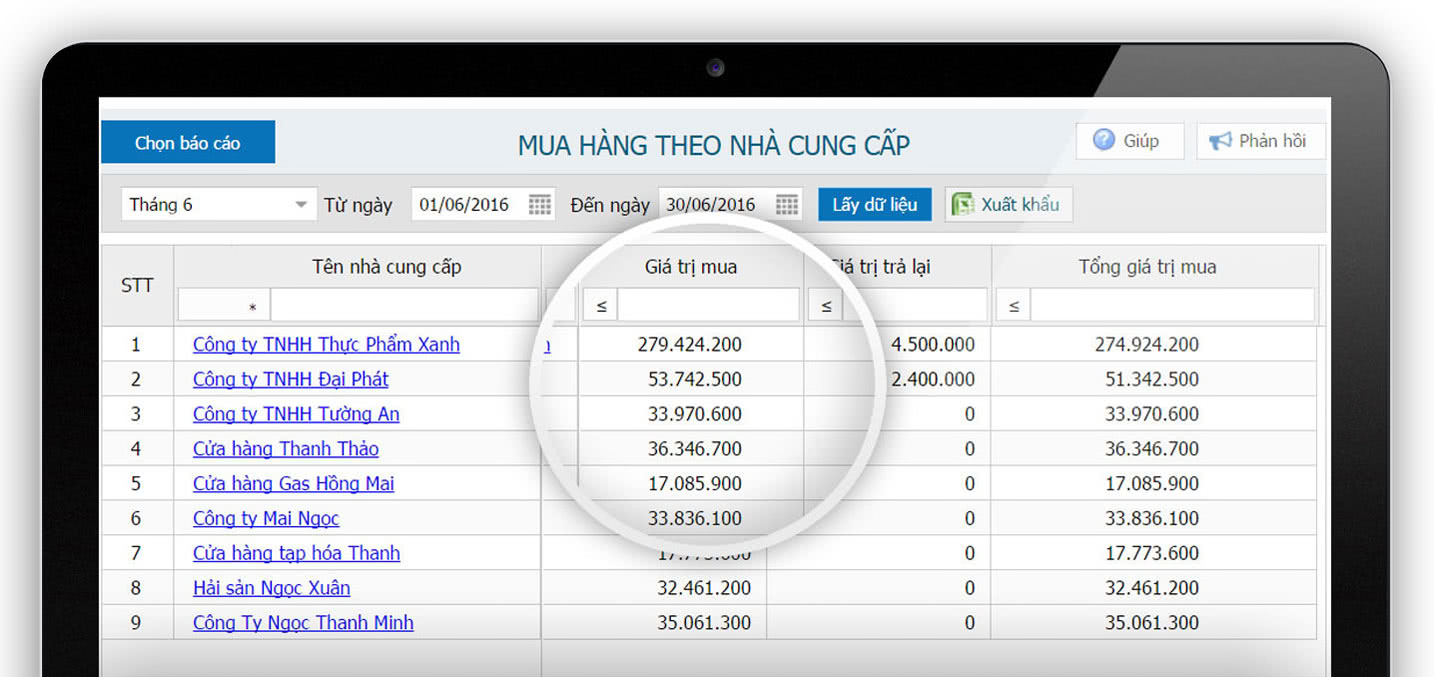 Chọn báo cáo MUA HÀNG THEO NHÀ CUNG CẤP Giúp Phản hồi
Tháng 6 Từ ngày 01/06/2016 Đến ngày 30/06/2016 Lấy dữ liệu Xuất khẩu
STT Tên nhà cung cấp Giá trị mua Giá trị trả lại Tổng giá trị mua
* ≤ ≤ ≤
1 Công ty TNHH Thực Phẩm Xanh 279.424.200 4.500.000 274.924.200
2 Công ty TNHH Đại Phát 53.742.500 2.400.000 51.342.500
3 Công ty TNHH Tường An 33.970.600 0 33.970.600
4 Cửa hàng Thanh Thảo 36.346.700 0 36.346.700
5 Cửa hàng Gas Hồng Mai 17.085.900 0 17.085.900
6 Công ty Mai Ngọc 33.836.100 0 33.836.100
7 Cửa hàng tạp hóa Thanh 0 17.773.600
8 Hải sản Ngọc Xuân 32.461.200 0 32.461.200
9 Công Ty Ngọc Thanh Minh 35.061.300 0 35.061.300